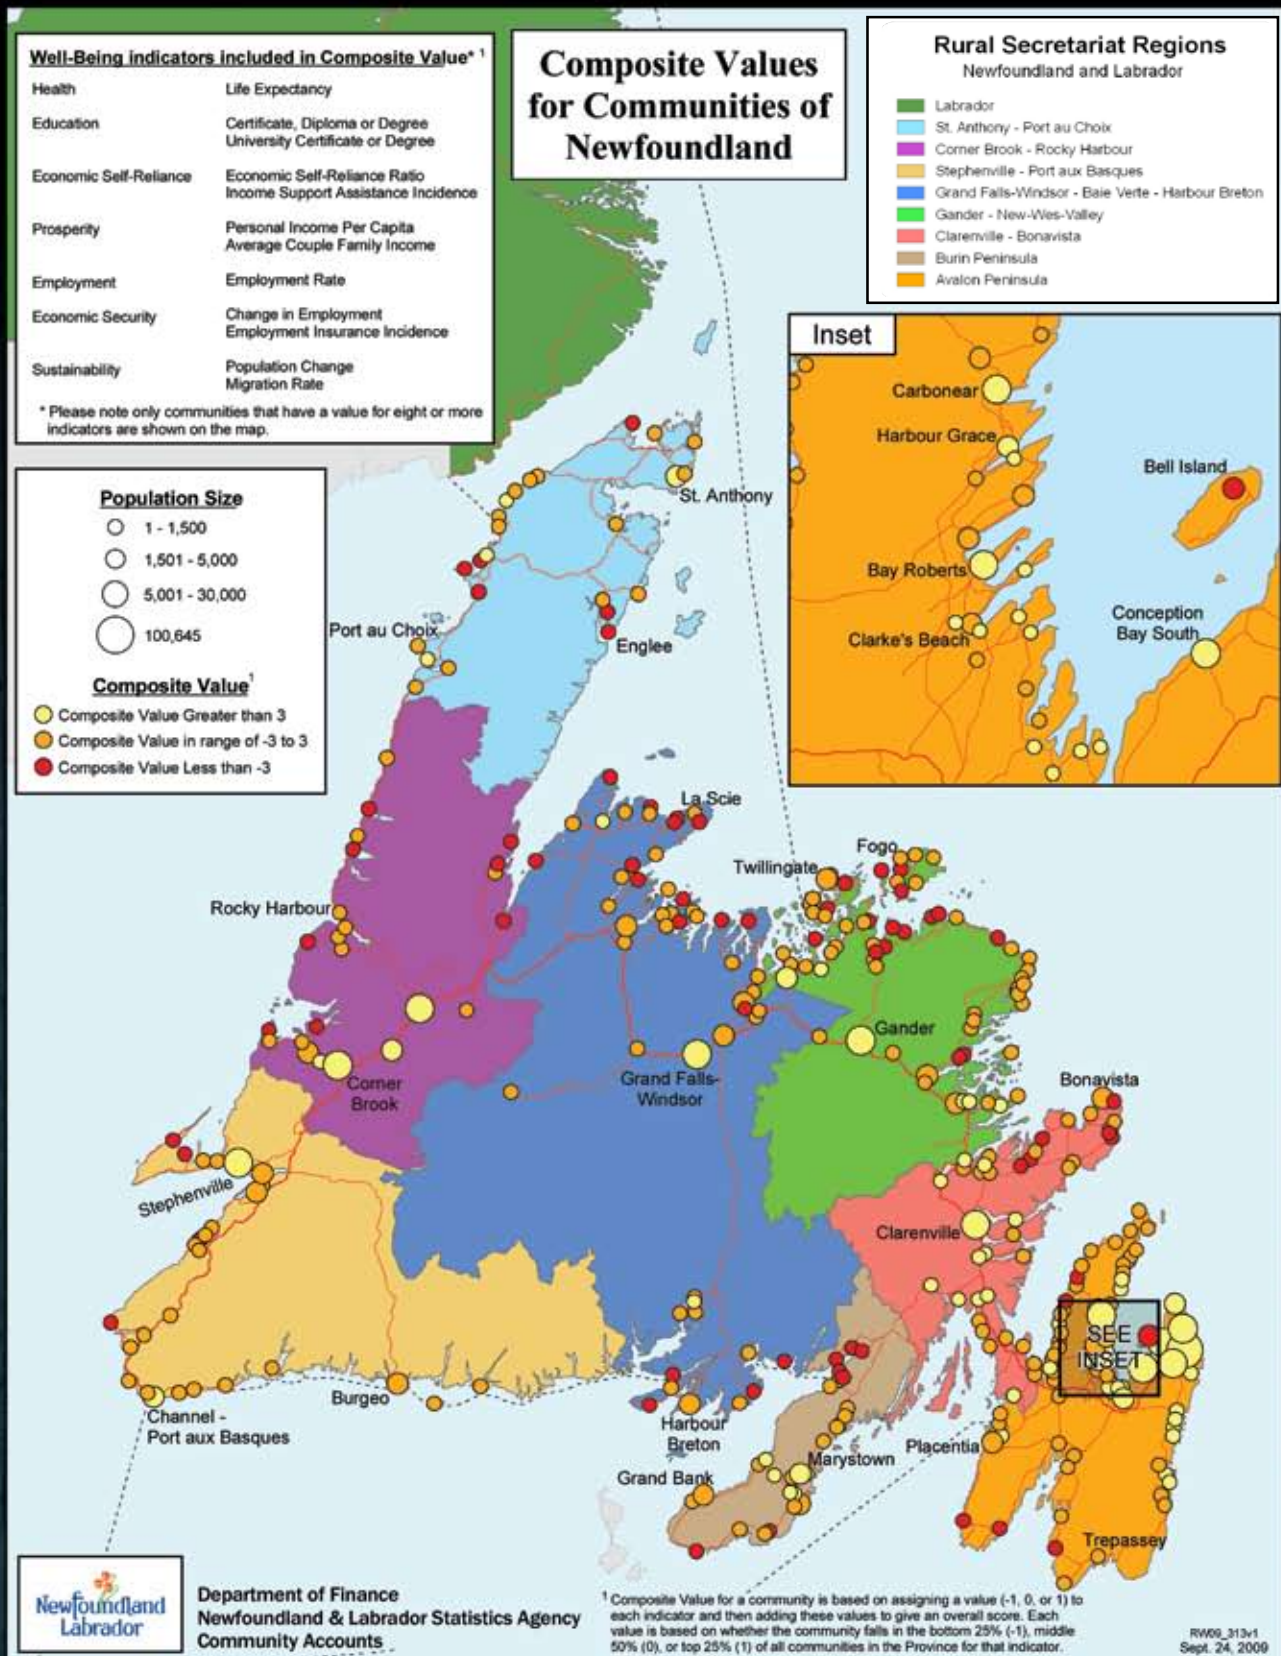 Well-Being indicators included in Composite Value* 1
Health Life Expectancy
Education Certificate, Diploma or Degree
University Certificate or Degree
Economic Self-Reliance Economic Self-Reliance Ratio
Income Support Assistance Incidence
Prosperity Personal Income Per Capita
Average Couple Family Income
Employment Employment Rate
Economic Security Change in Employment
Employment Insurance Incidence
Sustainability Population Change
Migration Rate
* Please note only communities that have a value for eight or more
indicators are shown on the map.
Composite Values
for Communities of
Newfoundland
Rural Secretariat Regions
Newfoundland and Labrador
Labrador
St. Anthony - Port au Choix
Corner Brook - Rocky Harbour
Stephenville - Port aux Basques
Grand Falls-Windsor - Baie Verte - Harbour Breton
Gander - New-Wes-Valley
Clarenville - Bonavista
Burin Peninsula
Avalon Peninsula
Inset
Carbonear
Harbour Grace
Bell Island
Bay Roberts
Conception
Bay South
Clarke's Beach
Population Size
1 - 1,500
1,501 - 5,000
5,001 - 30,000
100,645
Composite Value1
Composite Value Greater than 3
Composite Value in range of -3 to 3
Composite Value Less than -3
St. Anthony
Port au Choix
Englee
La Scie
Twillingate
Fogo
Rocky Harbour
Gander
Corner
Brook
Grand Falls-
Windsor
Bonavista
Stephenville
Clarenville
SEE
INSET
Burgeo
Channel -
Port aux Basques
Harbour
Breton
Placentia
Marystown
Grand Bank
Trepassey
Newfoundland
Labrador
Department of Finance
Newfoundland & Labrador Statistics Agency
Community Accounts
1 Composite Value for a community is based on assigning a value (-1, 0, or 1) to
each indicator and then adding these values to give an overall score. Each
value is based on whether the community falls in the bottom 25% (-1), middle
50% (0), or top 25% (1) of all communities in the Province for that indicator.
RW09_313v1
Sept. 24, 2009